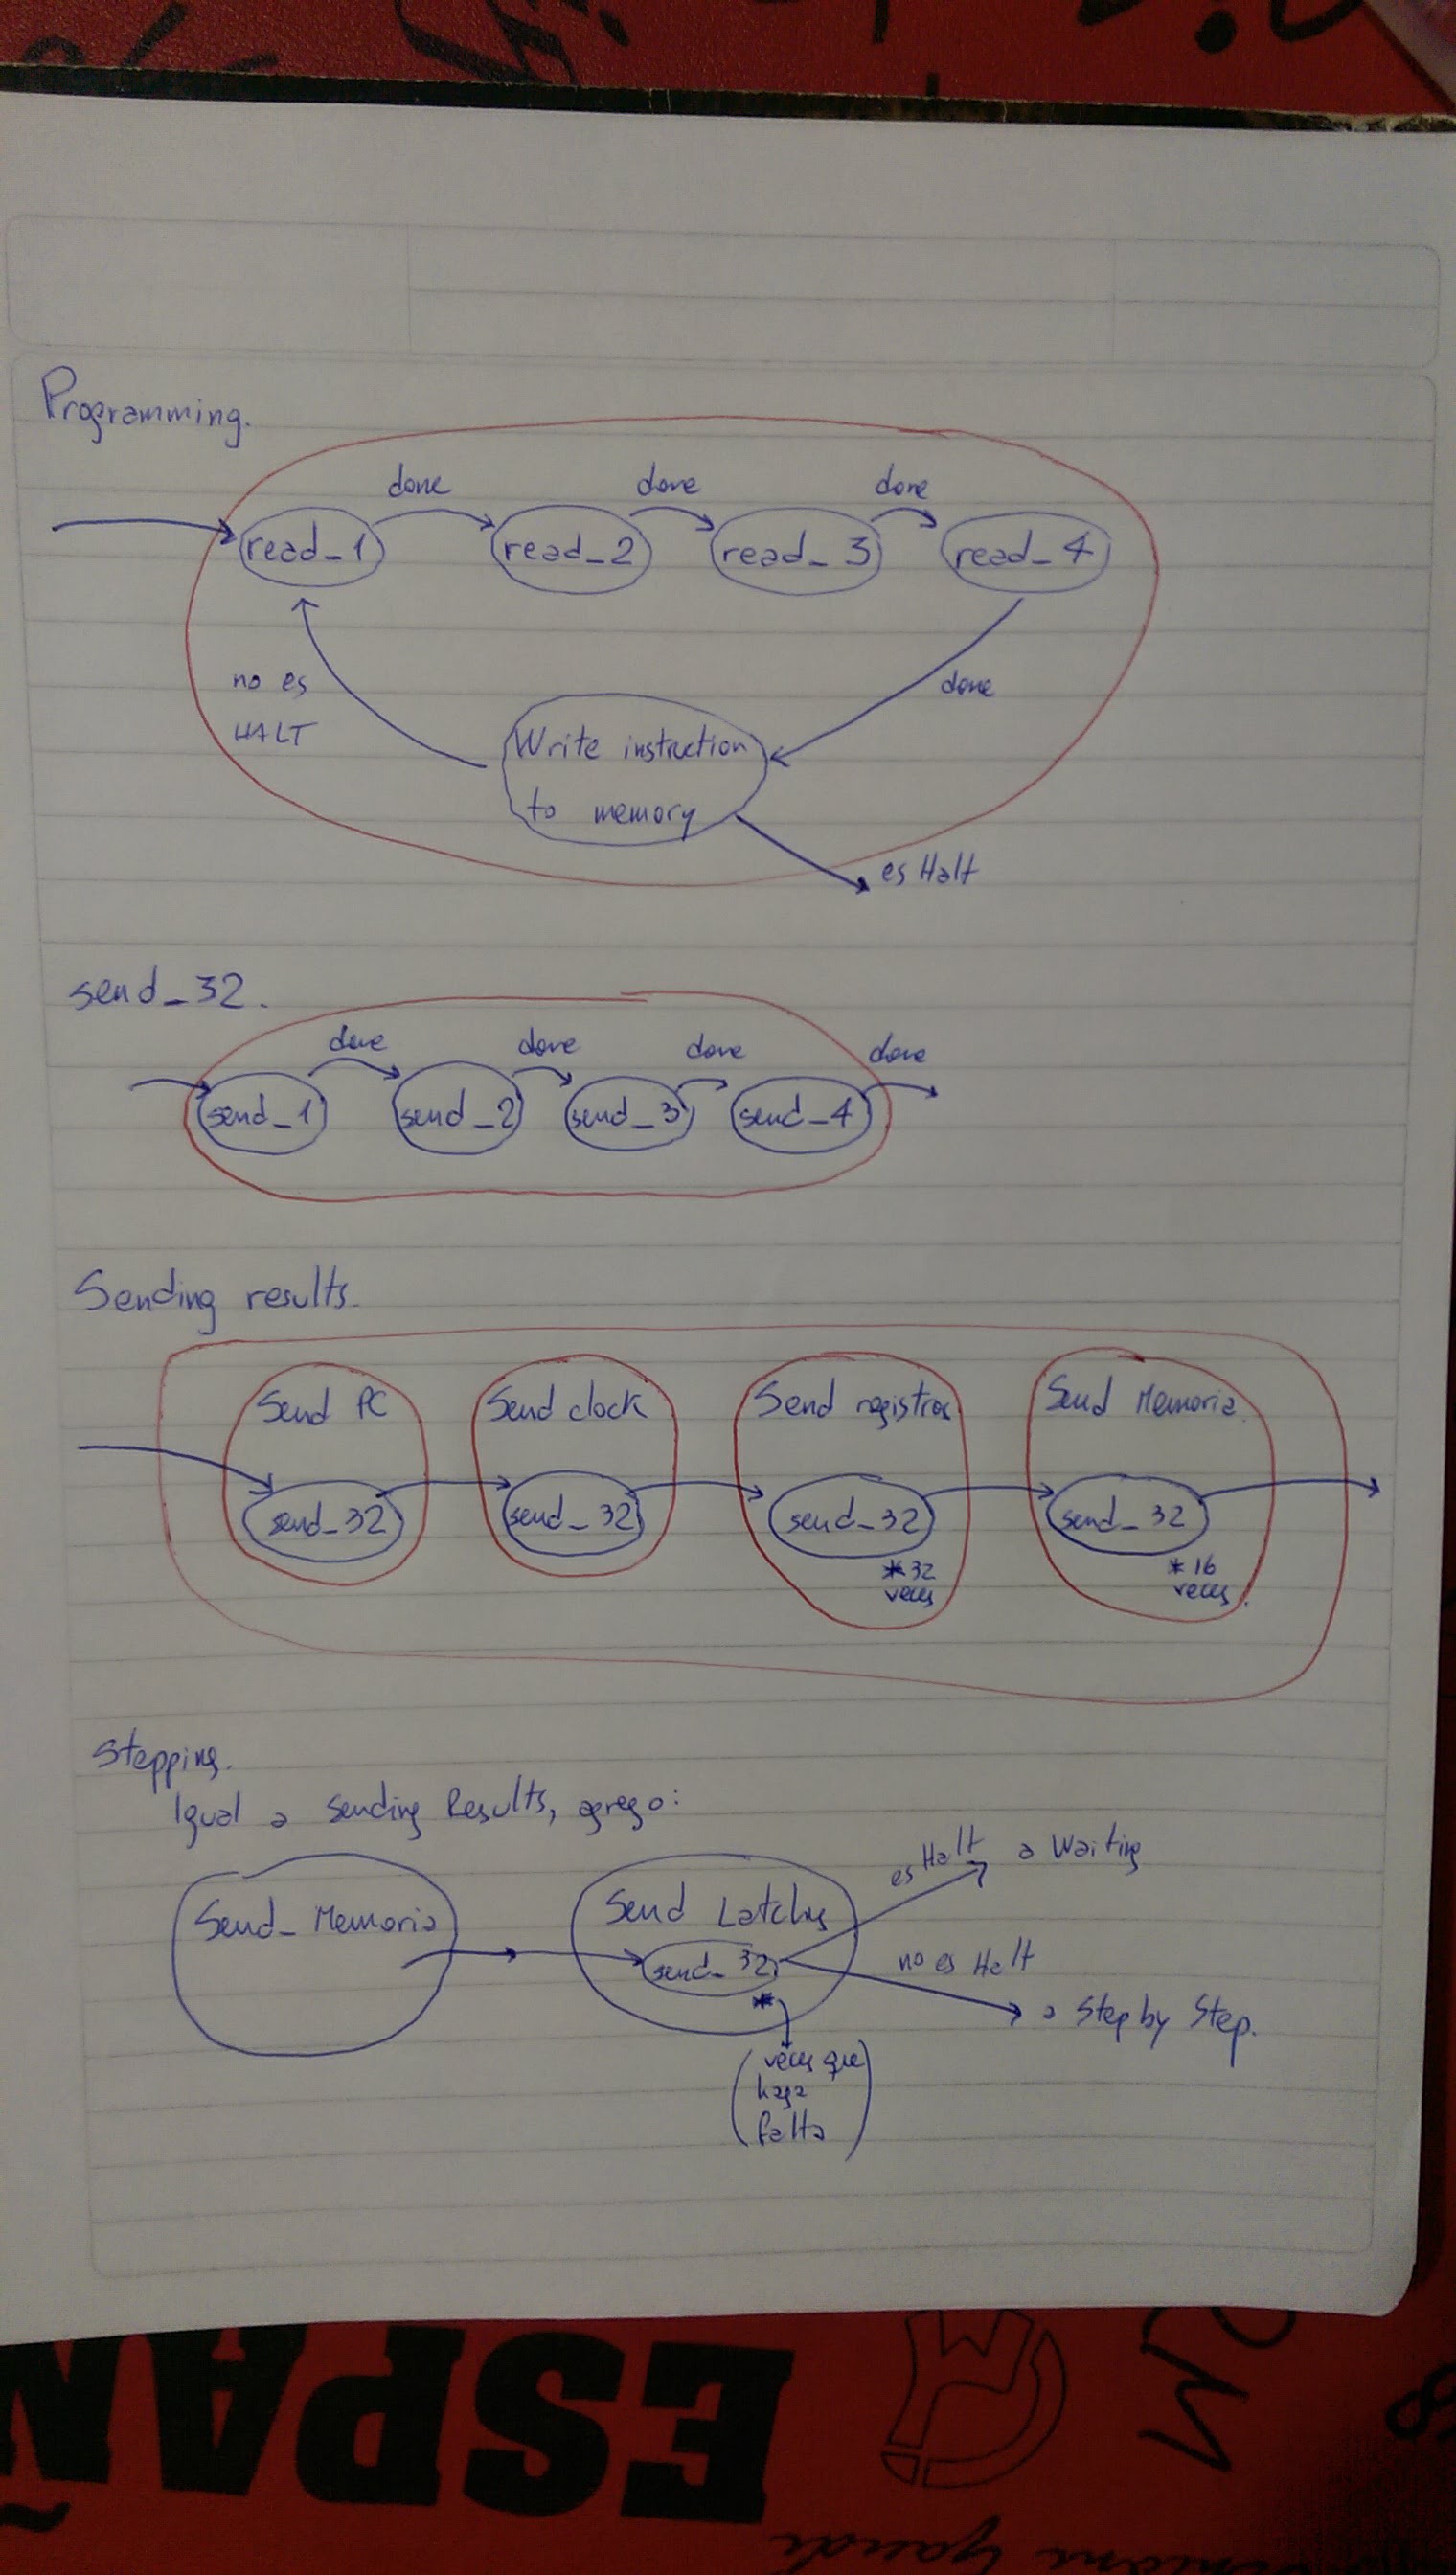 Programming.
done done done
read_1 read_2 read_3 read_4
no es
HALT
done
Write instruction
to memory
es Halt
send_32.
done done done done
send_1 send_2 send_3 send_4
Sending results.
Send PC Send clock Send registros Send Memoria.
send_32 send_32 send_32 send_32
*32
veces
*16
veces.
Stepping.
Igual a Sending Results, agrego:
es Halt a Waiting
Send_Memoria Send Latches
send_32
no es Halt
a Step by Step.
*
(veces que
haga
falta)
ESPAÑ